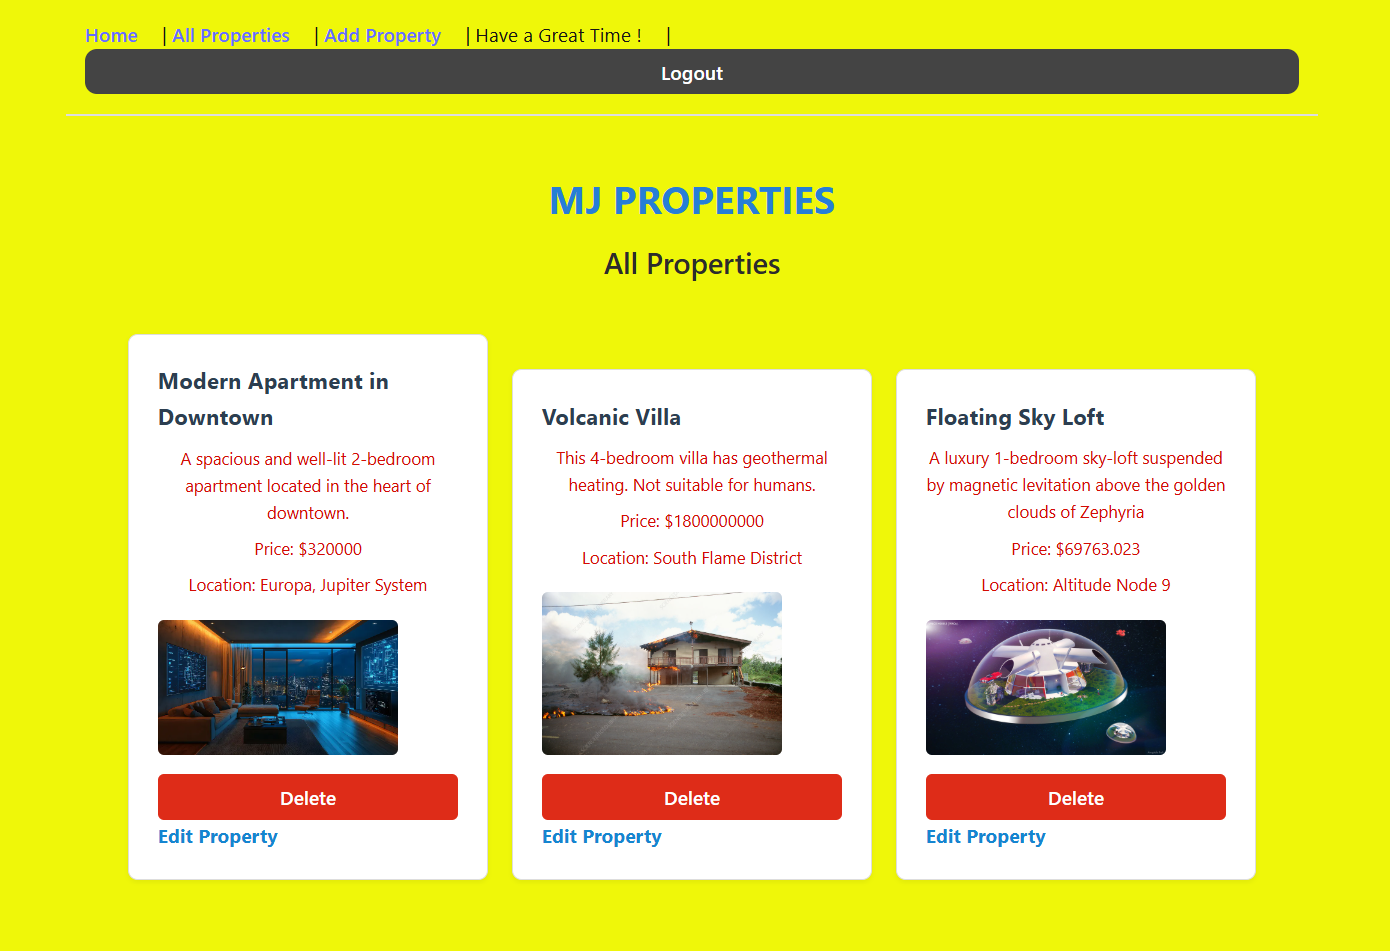 Home | All Properties | Add Property | Have a Great Time ! |
Logout
MJ PROPERTIES
All Properties
Modern Apartment in
Downtown
A spacious and well-lit 2-bedroom
apartment located in the heart of
downtown.
Price: $320000
Location: Europa, Jupiter System
Delete
Edit Property
Volcanic Villa
This 4-bedroom villa has geothermal
heating. Not suitable for humans.
Price: $1800000000
Location: South Flame District
Delete
Edit Property
Floating Sky Loft
A luxury 1-bedroom sky-loft suspended
by magnetic levitation above the golden
clouds of Zephyria
Price: $69763.023
Location: Altitude Node 9
Delete
Edit Property